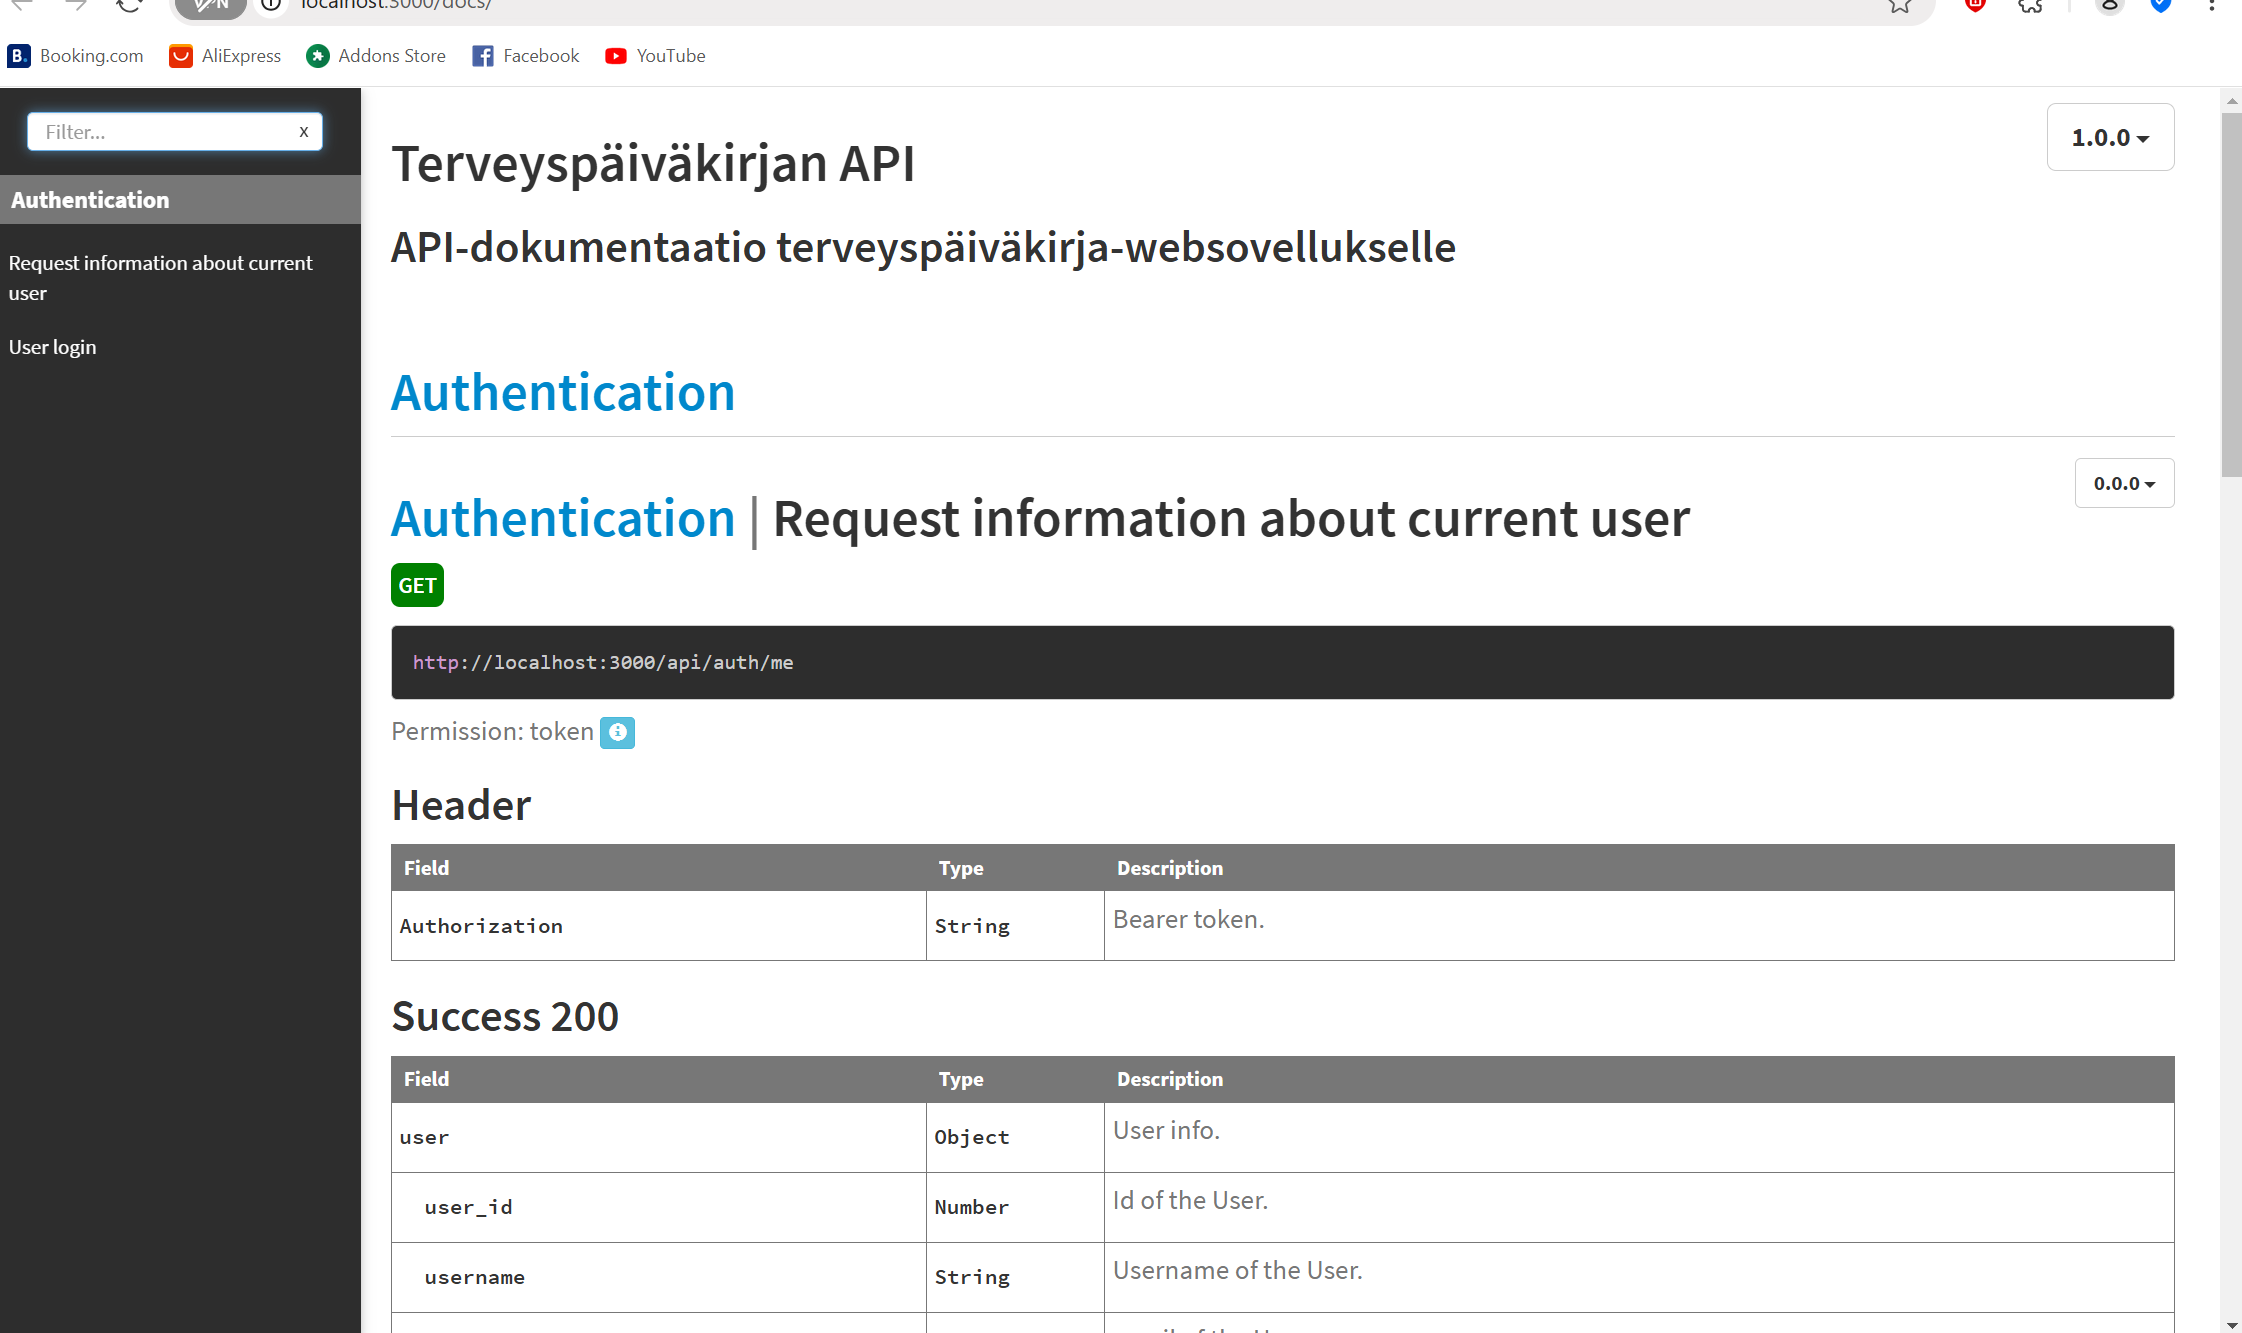 localhost:3000/docs/
Booking.com AliExpress Addons Store Facebook YouTube
Filter... x
Authentication
Request information about current
user
User login
1.0.0
Terveyspäiväkirjan API
API-dokumentaatio terveyspäiväkirja-websovellukselle
Authentication
0.0.0
Authentication | Request information about current user
GET
http://localhost:3000/api/auth/me
Permission: token
Header
Field Type Description
Authorization String Bearer token.
Success 200
Field Type Description
user Object User info.
user_id Number Id of the User.
username String Username of the User.